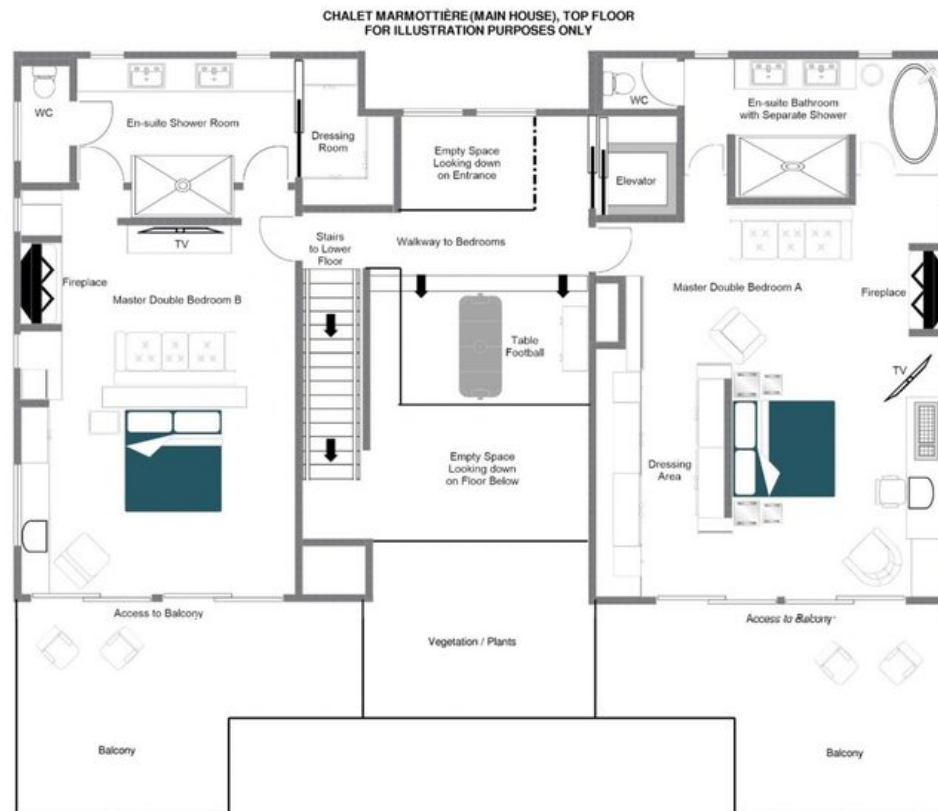 CHALET MARMOTTIÈRE (MAIN HOUSE), TOP FLOOR
FOR ILLUSTRATION PURPOSES ONLY
WC
En-suite Shower Room
Dressing
Room
Empty Space
Looking down
on Entrance
Elevator
WC
En-suite Bathroom
with Separate Shower
TV
Stairs
to Lower
Floor
Walkway to Bedrooms
Fireplace
Master Double Bedroom B
Master Double Bedroom A
Fireplace
Table
Football
TV
Empty Space
Looking down
on Floor Below
Dressing
Area
Access to Balcony
Access to Balcony
Vegetation / Plants
Balcony
Balcony